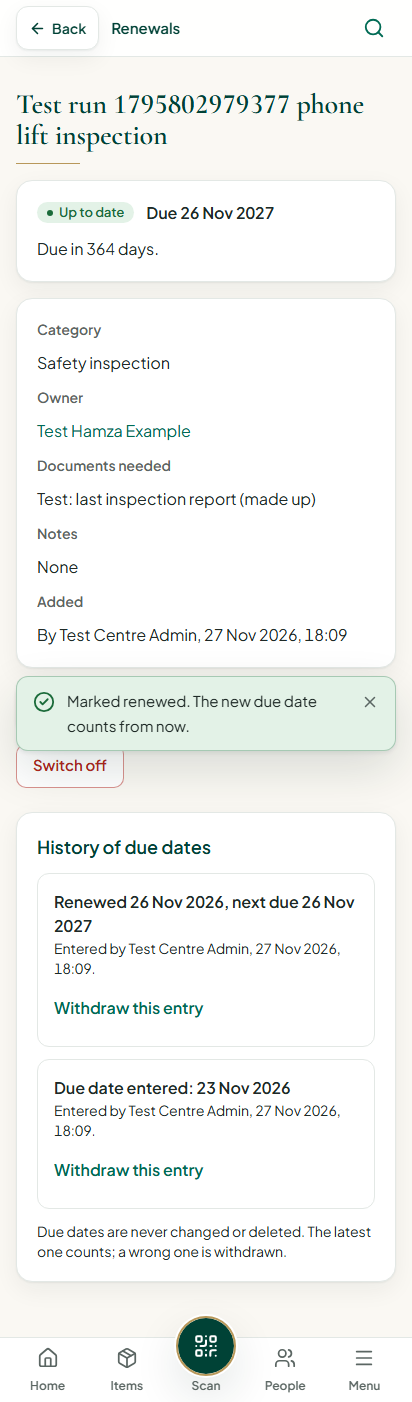 Back
Renewals
Test run 1795802979377 phone
lift inspection
Up to date
Due 26 Nov 2027
Due in 364 days.
Category
Safety inspection
Owner
Test Hamza Example
Documents needed
Test: last inspection report (made up)
Notes
None
Added
By Test Centre Admin, 27 Nov 2026, 18:09
Marked renewed. The new due date
counts from now.
Switch off
History of due dates
Renewed 26 Nov 2026, next due 26 Nov
2027
Entered by Test Centre Admin, 27 Nov 2026,
18:09.
Withdraw this entry
Due date entered: 23 Nov 2026
Entered by Test Centre Admin, 27 Nov 2026,
18:09.
Withdraw this entry
Due dates are never changed or deleted. The latest
one counts; a wrong one is withdrawn.
Home
Items
Scan
People
Menu